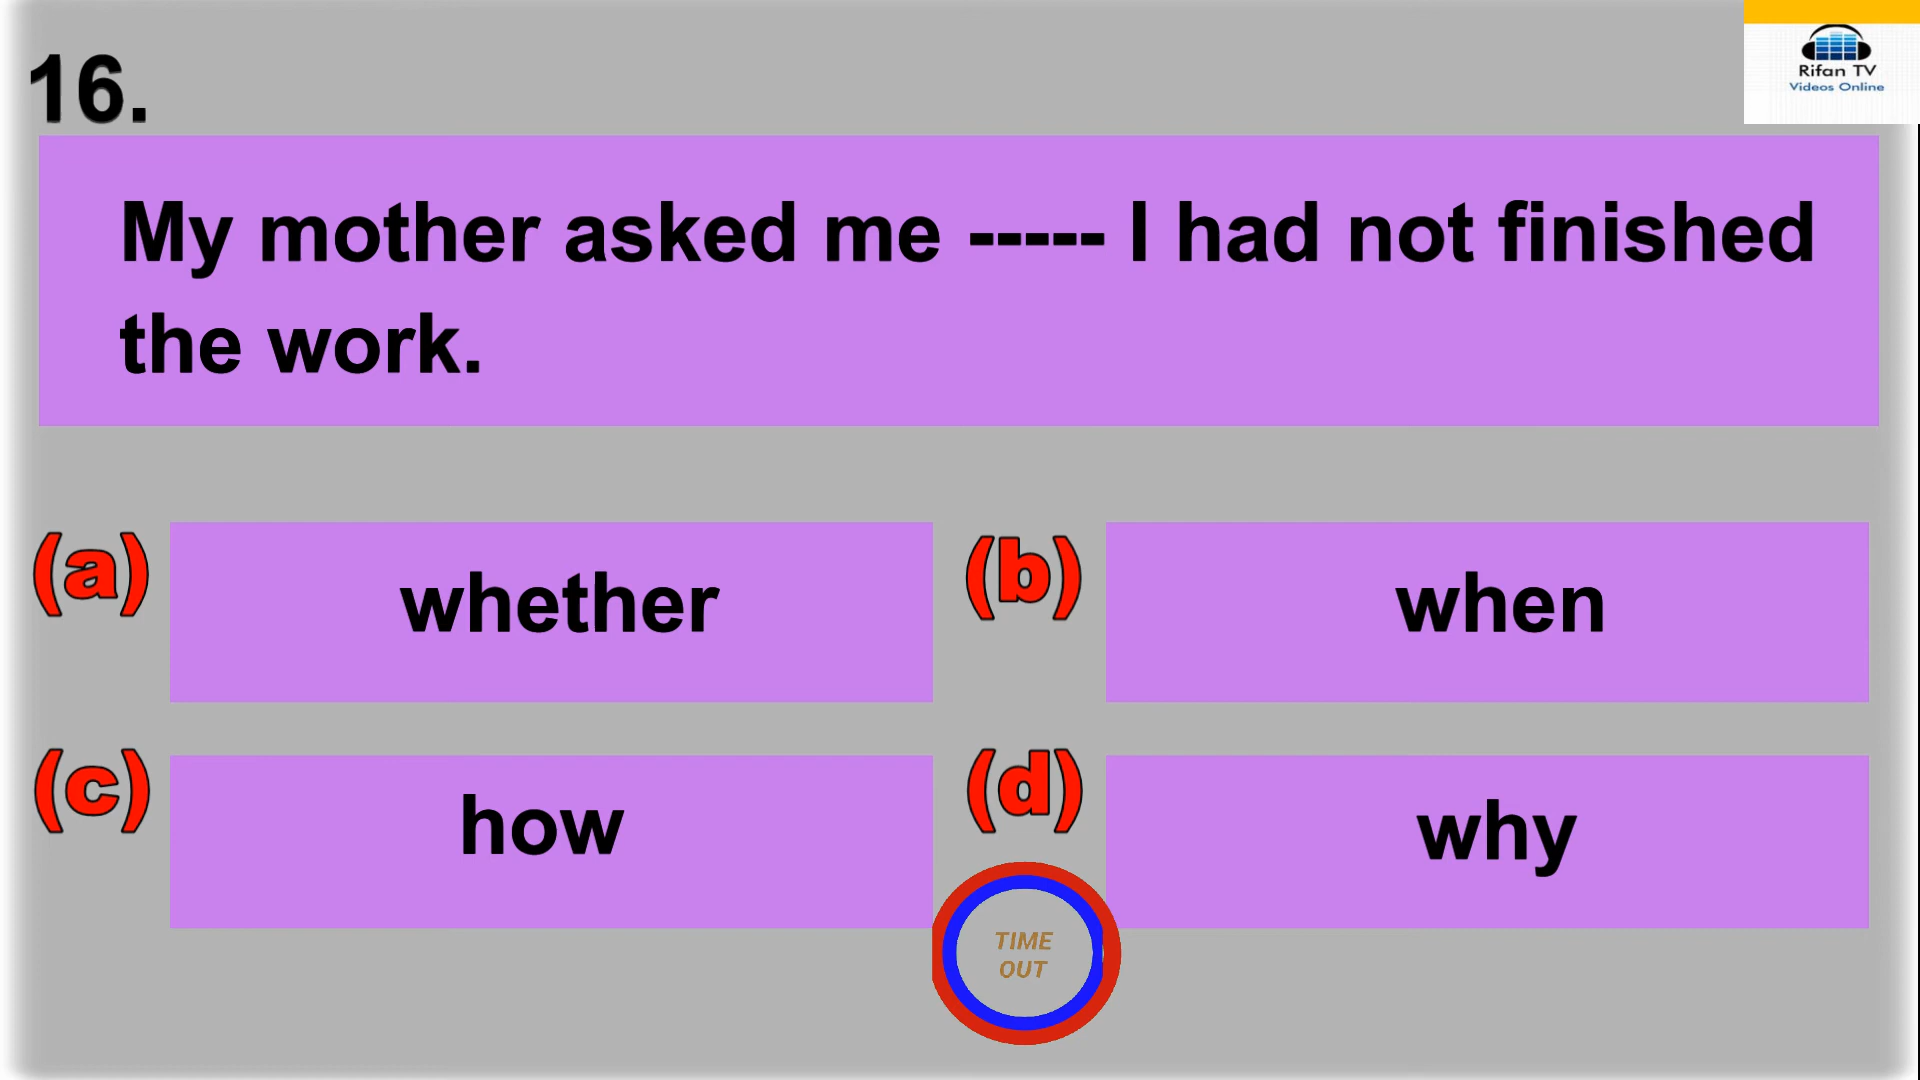 16.
Rifan TV
Videos Online
My mother asked me ----- I had not finished
the work.
(a) whether
(b) when
(c) how
(d) why
TIME
OUT